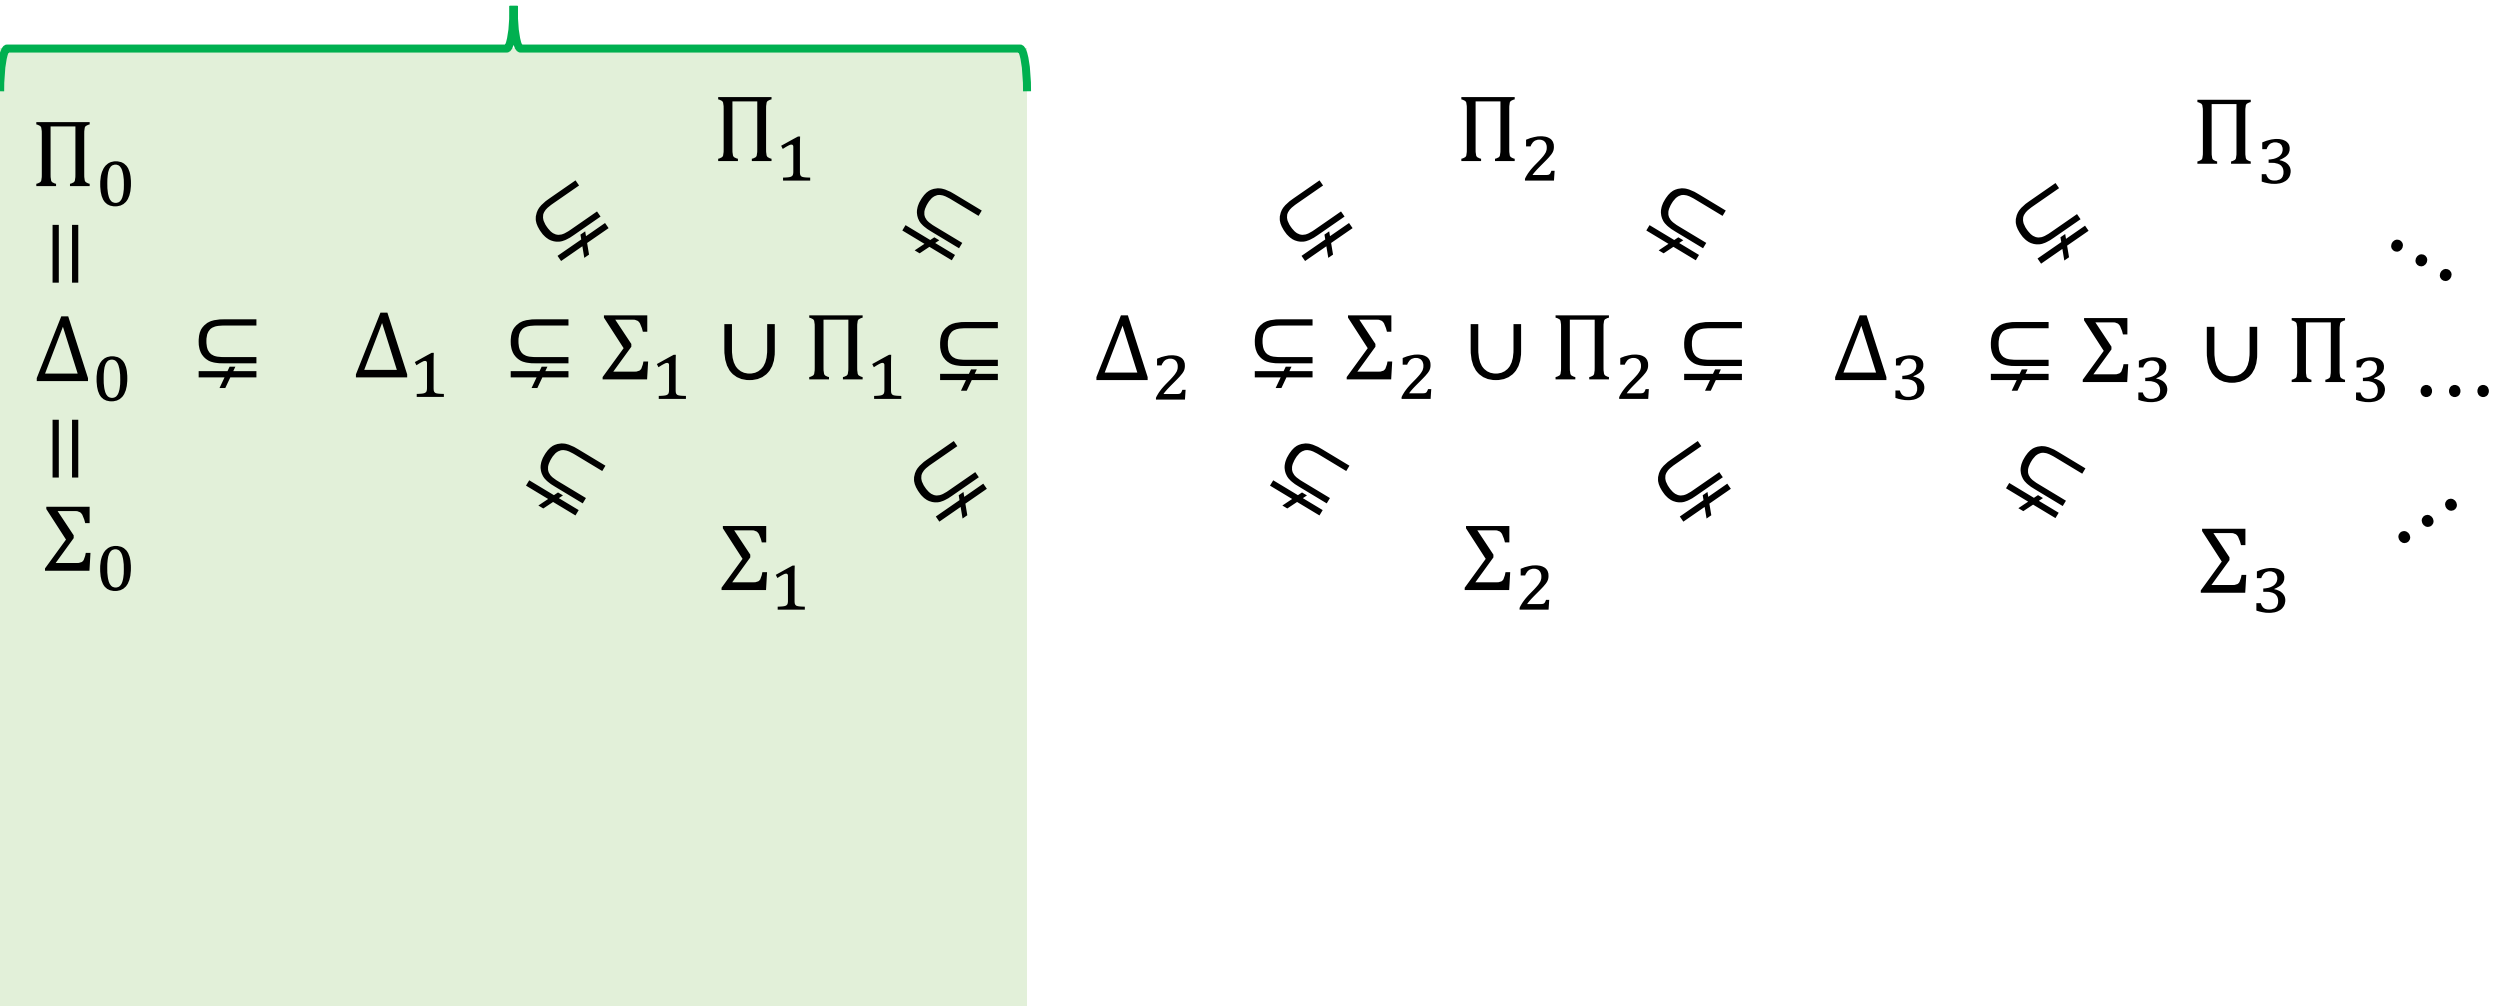 Π₀ Π₁ Π₂ Π₃
= ⊊ ⊊ ⊊ ⊊ ⊊ ⋱
Δ₀ ⊊ Δ₁ ⊊ Σ₁ ∪ Π₁ ⊊ Δ₂ ⊊ Σ₂ ∪ Π₂ ⊊ Δ₃ ⊊ Σ₃ ∪ Π₃ …
= ⊊ ⊊ ⊊ ⊊ ⊊ ⋰
Σ₀ Σ₁ Σ₂ Σ₃